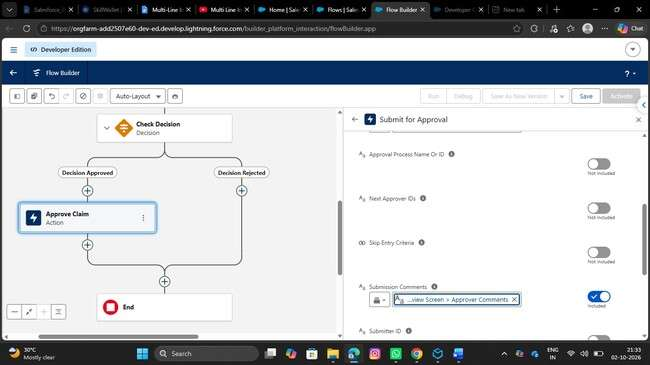 Salesforce_
SkillWallet |
Multi-Line I
Multi Line I
Home | Sale
Flows | Sale
Flow Builder
Developer C
New tab
https://orgfarm-add2507e60-dev-ed.develop.lightning.force.com/builder_platform_interaction/flowBuilder.app
Chat
Developer Edition
Flow Builder
?
Auto-Layout
Run
Debug
Save As New Version
Save
Activate
Check Decision
Decision
Decision Approved
Decision Rejected
Approve Claim
Action
End
Submit for Approval
Approval Process Name Or ID
Not Included
Next Approver IDs
Not Included
Skip Entry Criteria
Not Included
Submission Comments
...view Screen > Approver Comments
Included
Submitter ID
30°C
Mostly clear
Search
ENG
IN
21:33
02-10-2026